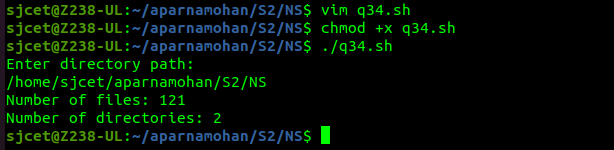 sjcet@Z238-UL:~/aparnamohan/S2/NS$ vim q34.sh
sjcet@Z238-UL:~/aparnamohan/S2/NS$ chmod +x q34.sh
sjcet@Z238-UL:~/aparnamohan/S2/NS$ ./q34.sh
Enter directory path:
/home/sjcet/aparnamohan/S2/NS
Number of files: 121
Number of directories: 2
sjcet@Z238-UL:~/aparnamohan/S2/NS$